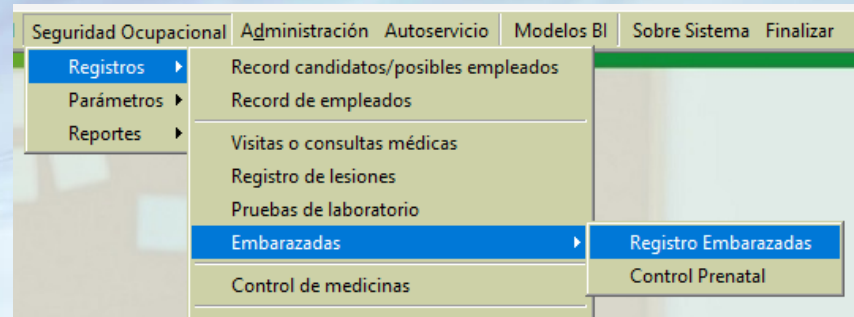 Seguridad Ocupacional Administración Autoservicio Modelos BI Sobre Sistema Finalizar
Registros
Parámetros
Reportes
Record candidatos/posibles empleados
Record de empleados
Visitas o consultas médicas
Registro de lesiones
Pruebas de laboratorio
Embarazadas
Control de medicinas
Registro Embarazadas
Control Prenatal